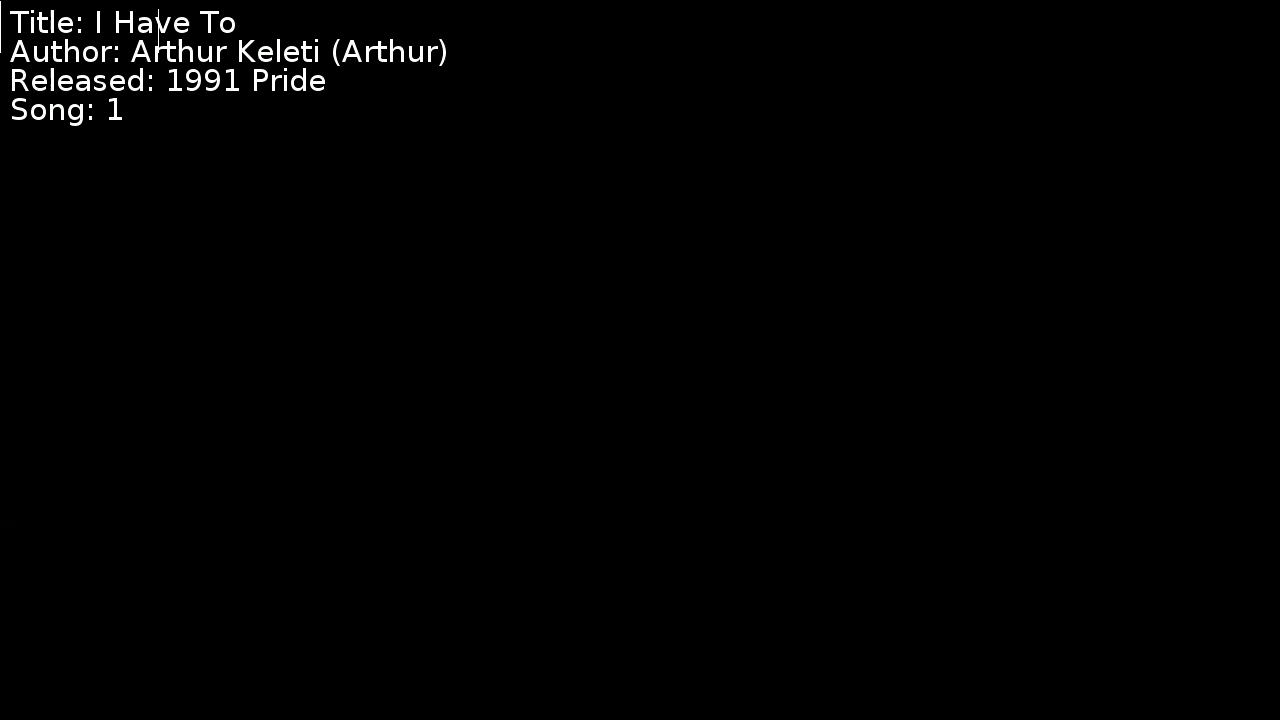 Title: I Have To
Author: Arthur Keleti (Arthur)
Released: 1991 Pride
Song: 1